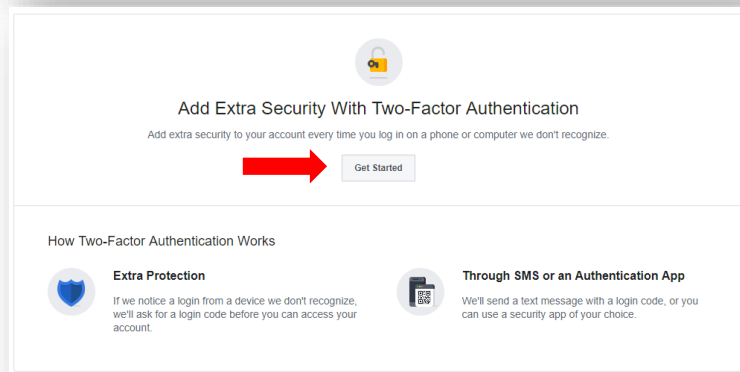 Add Extra Security With Two-Factor Authentication
Add extra security to your account every time you log in on a phone or computer we don't recognize.
Get Started
How Two-Factor Authentication Works
Extra Protection
If we notice a login from a device we don't recognize,
we'll ask for a login code before you can access your
account.
Through SMS or an Authentication App
We'll send a text message with a login code, or you
can use a security app of your choice.